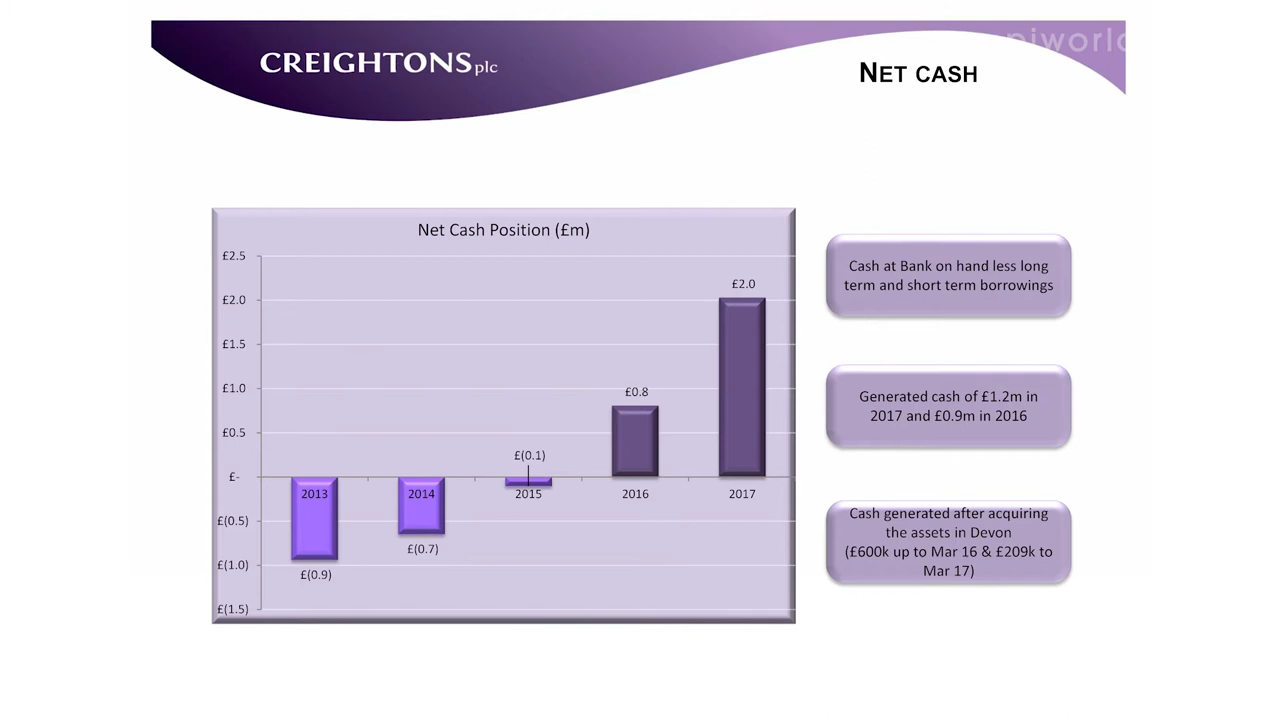 piworld
CREIGHTONS plc
NET CASH
Net Cash Position (£m)
£2.5
£2.0
£1.5
£1.0
£0.5
£-
£(0.5)
£(1.0)
£(1.5)
£(0.9)
£(0.7)
£(0.1)
£0.8
£2.0
2013
2014
2015
2016
2017
Cash at Bank on hand less long
term and short term borrowings
Generated cash of £1.2m in
2017 and £0.9m in 2016
Cash generated after acquiring
the assets in Devon
(£600k up to Mar 16 & £209k to
Mar 17)